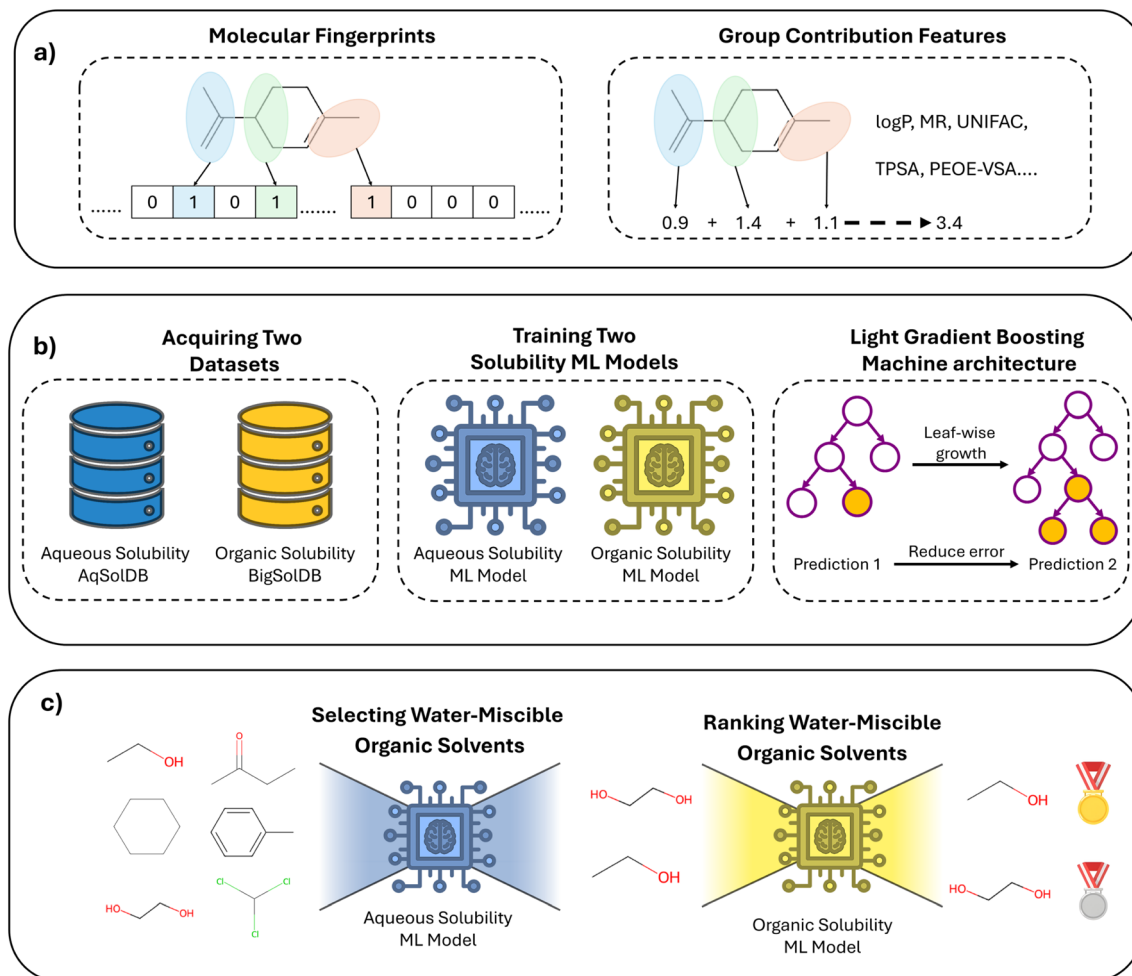 a)
Molecular Fingerprints
...... 0 1 0 1 ...... 1 0 0 0 ......
Group Contribution Features
logP, MR, UNIFAC,
TPSA, PEOE-VSA....
0.9 + 1.4 + 1.1 3.4
b)
Acquiring Two
Datasets
Aqueous Solubility
AqSolDB
Organic Solubility
BigSolDB
Training Two
Solubility ML Models
Aqueous Solubility
ML Model
Organic Solubility
ML Model
Light Gradient Boosting
Machine architecture
Leaf-wise
growth
Prediction 1
Reduce error
Prediction 2
c)
OH
O
HO
OH
Cl
Cl
Cl
Selecting Water-Miscible
Organic Solvents
Aqueous Solubility
ML Model
HO
OH
OH
Ranking Water-Miscible
Organic Solvents
Organic Solubility
ML Model
OH
HO
OH